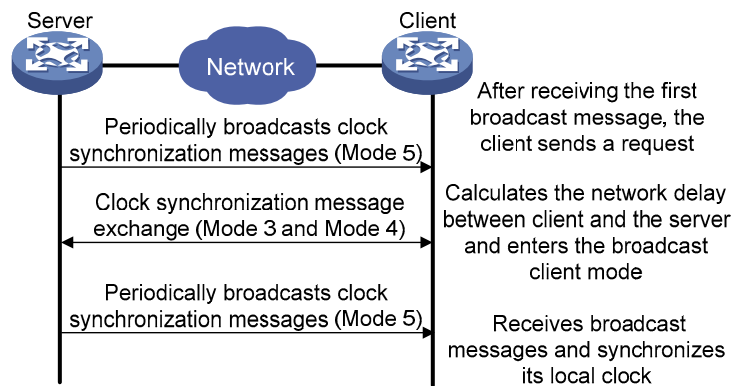 Server
Client
Network
After receiving the first
broadcast message, the
client sends a request
Periodically broadcasts clock
synchronization messages (Mode 5)
Clock synchronization message
exchange (Mode 3 and Mode 4)
Calculates the network delay
between client and the server
and enters the broadcast
client mode
Periodically broadcasts clock
synchronization messages (Mode 5)
Receives broadcast
messages and synchronizes
its local clock